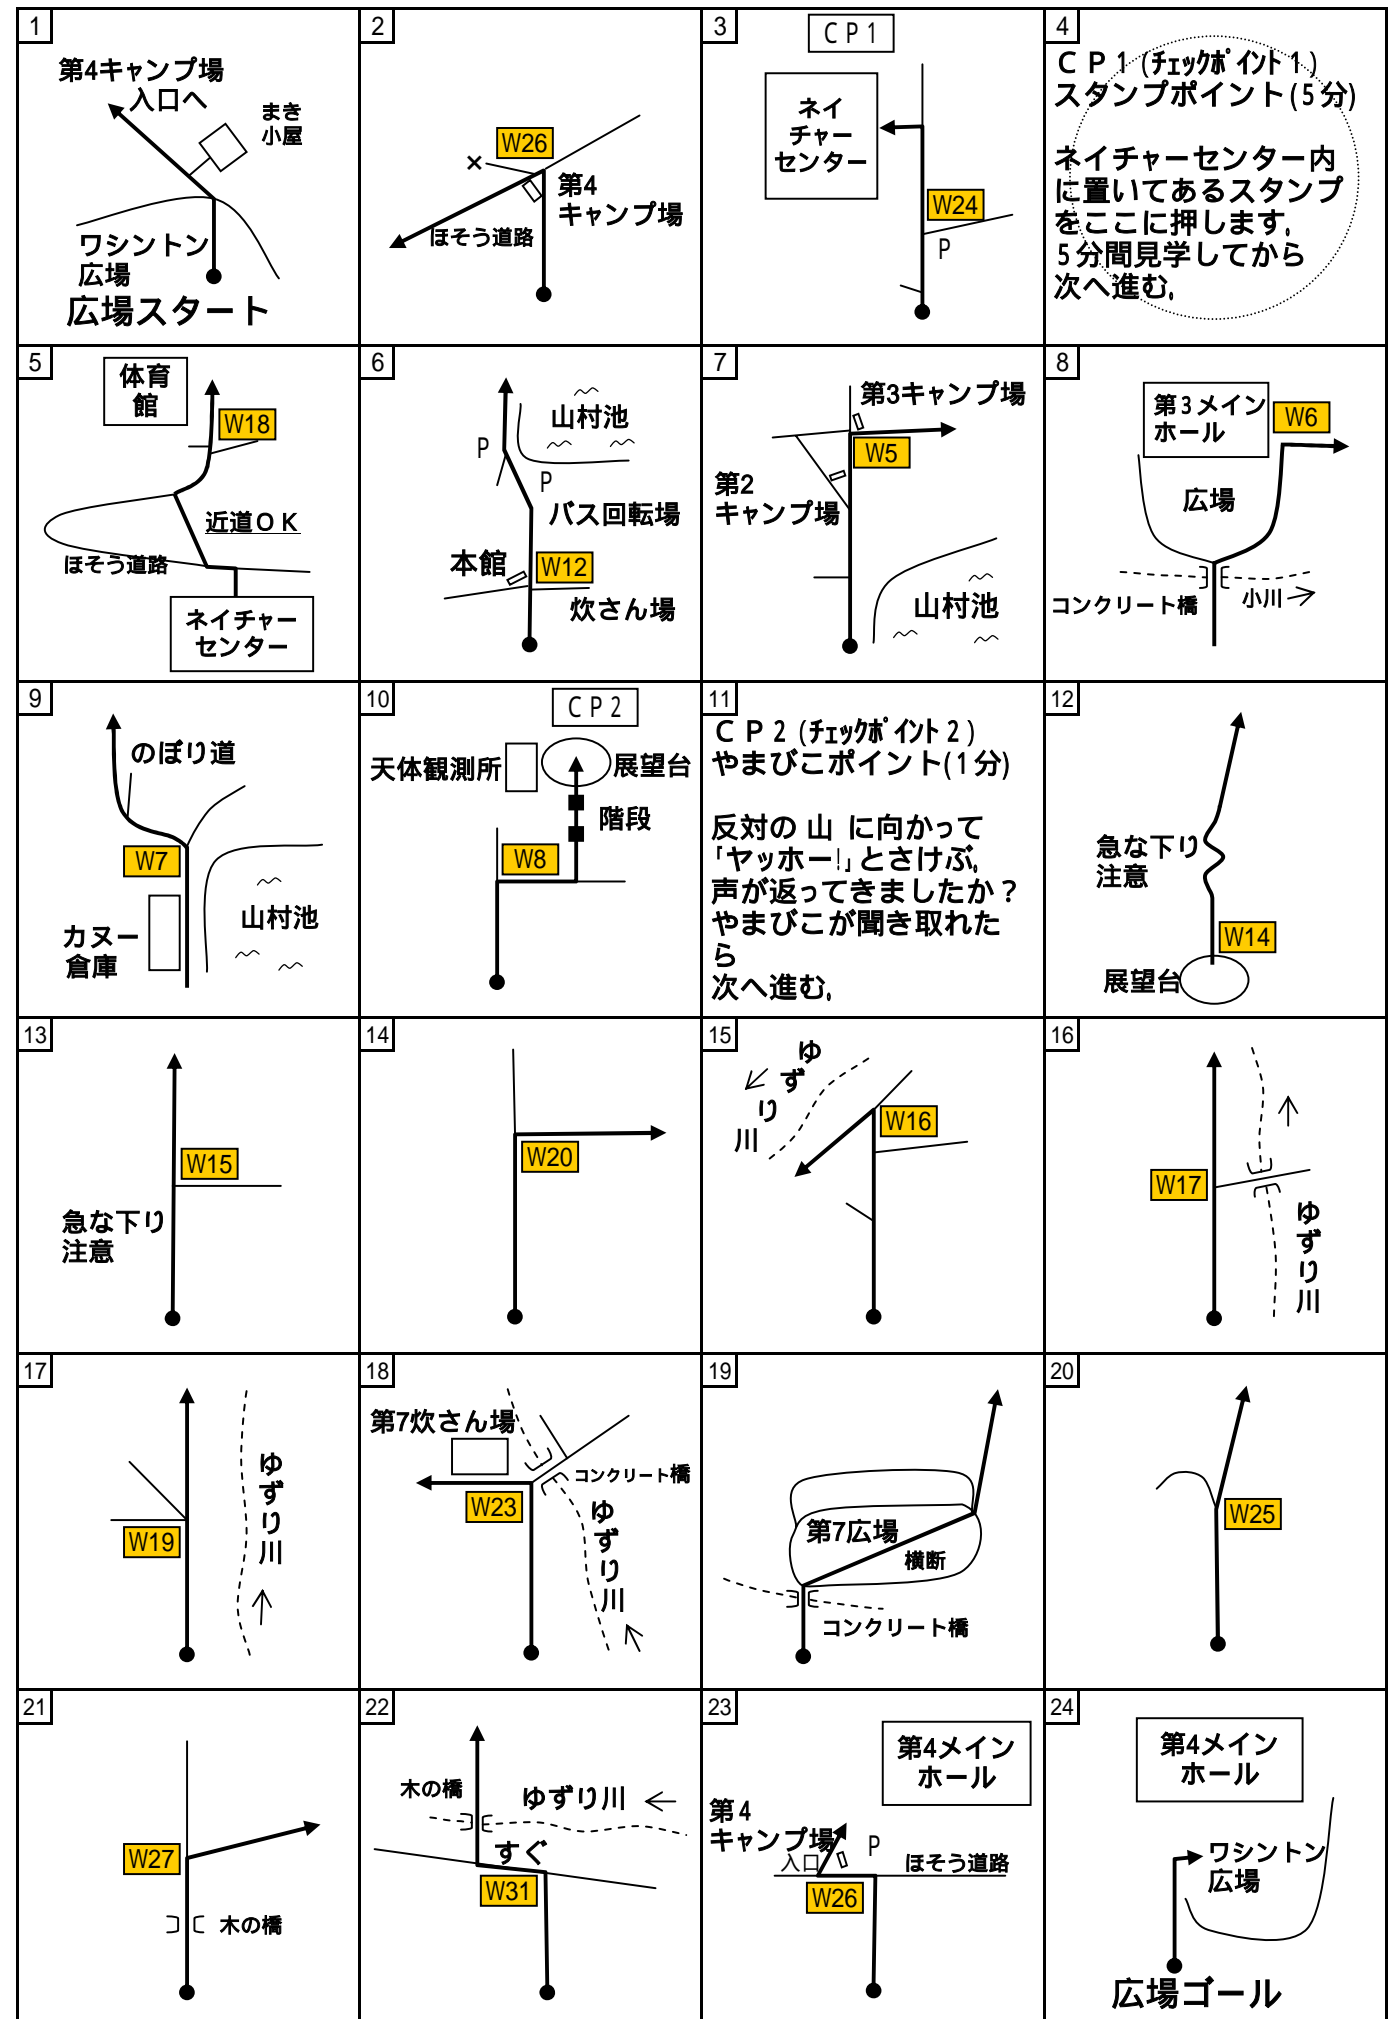 1
第4キャンプ場
入口へ
まき
小屋
ワシントン
広場
広場スタート
2
W26
×
第4
キャンプ場
ほそう道路
3
CP1
ネイ
チャー
センター
W24
P
4
CP1(チェックポイント1)
スタンプポイント(5分)
ネイチャーセンター内
に置いてあるスタンプ
をここに押します。
5分間見学してから
次へ進む。
5
体育
館
W18
近道OK
ほそう道路
ネイチャー
センター
6
山村池
P
P
バス回転場
本館
W12
炊さん場
7
第3キャンプ場
W5
第2
キャンプ場
山村池
8
第3メイン
ホール
W6
広場
コンクリート橋
小川
9
のぼり道
W7
カヌー
倉庫
山村池
10
CP2
天体観測所
展望台
階段
W8
11
CP2(チェックポイント2)
やまびこポイント(1分)
反対の 山 に向かって
「ヤッホー!」とさけぶ。
声が返ってきましたか?
やまびこが聞き取れた
ら
次へ進む。
12
急な下り
注意
W14
展望台
13
W15
急な下り
注意
14
W20
15
ゆずり川
W16
16
W17
ゆずり川
17
W19
ゆずり川
18
第7炊さん場
コンクリート橋
W23
ゆずり川
19
第7広場
横断
コンクリート橋
20
W25
21
W27
木の橋
22
木の橋
ゆずり川
すぐ
W31
23
第4メイン
ホール
第4
キャンプ場
入口
P
ほそう道路
W26
24
第4メイン
ホール
ワシントン
広場
広場ゴール